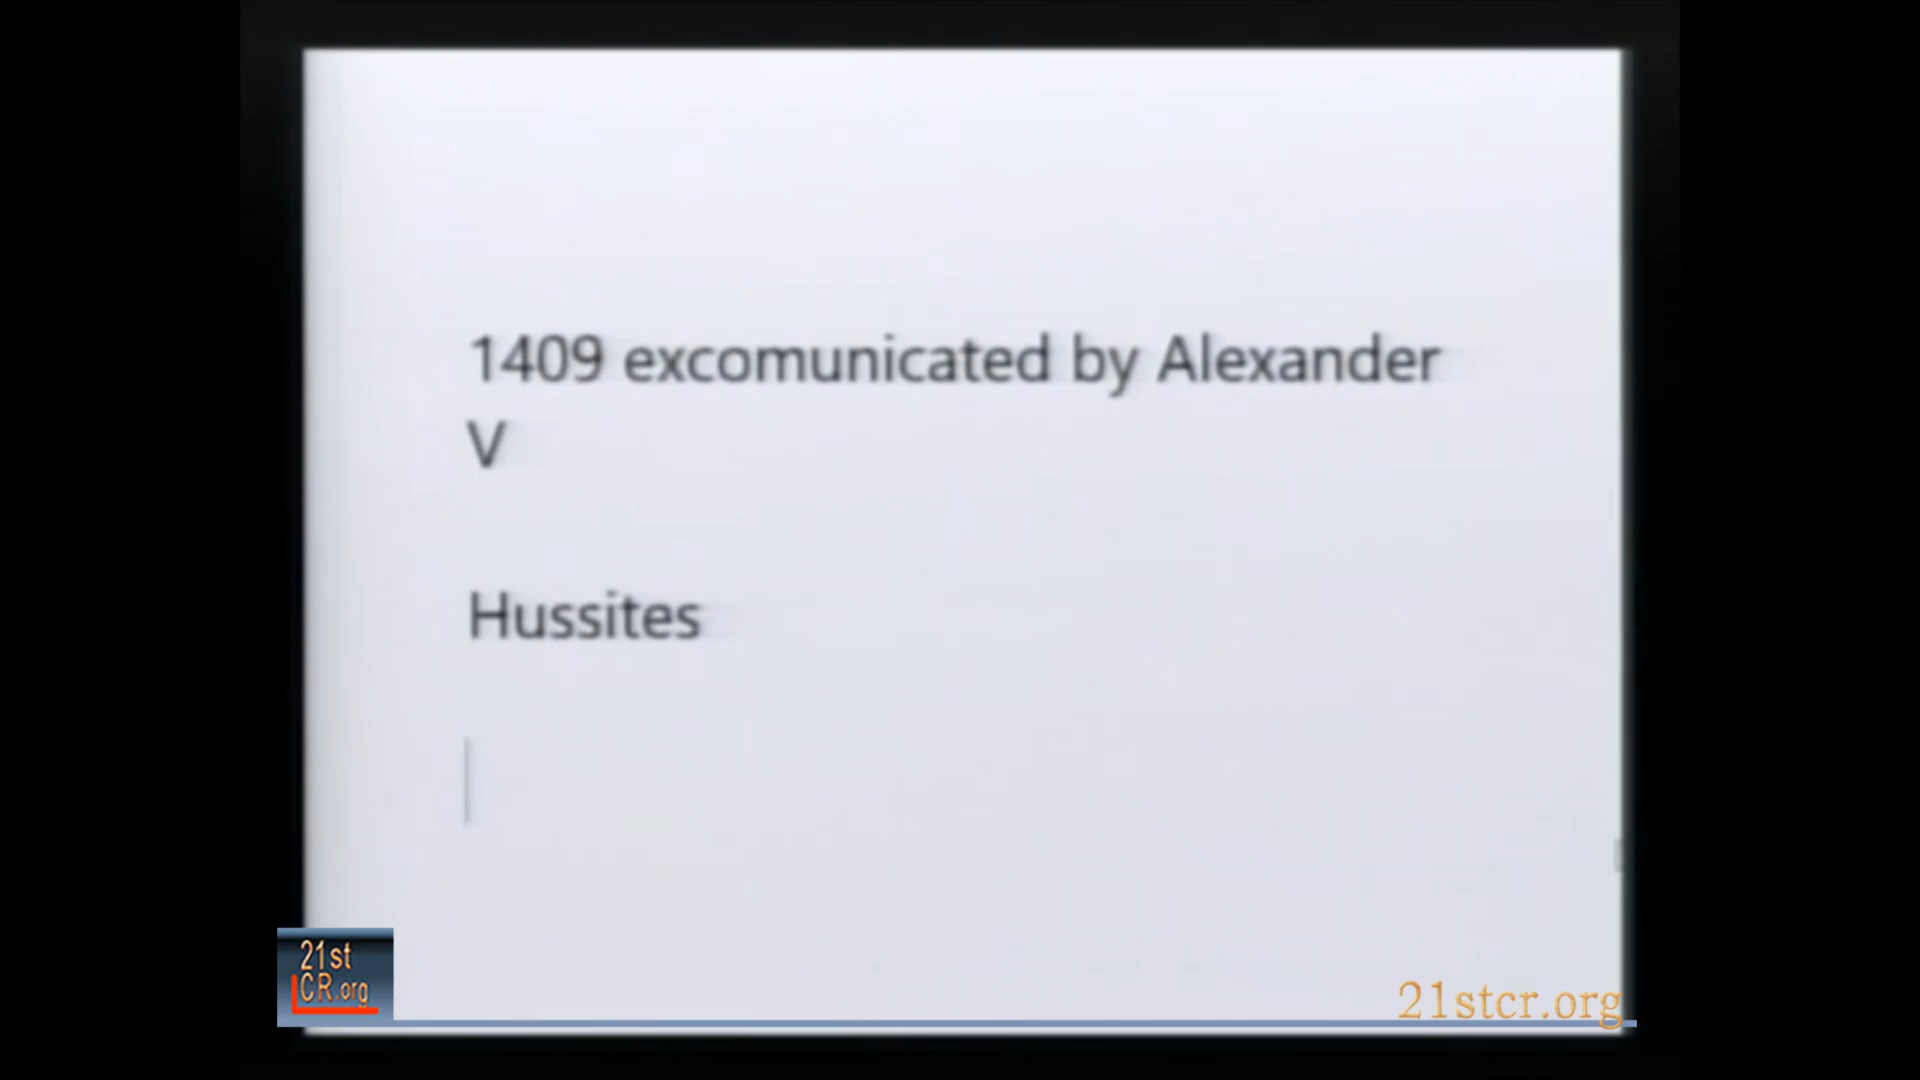 1409 excomunicated by Alexander
V
Hussites
21st
CR.org
21stcr.org